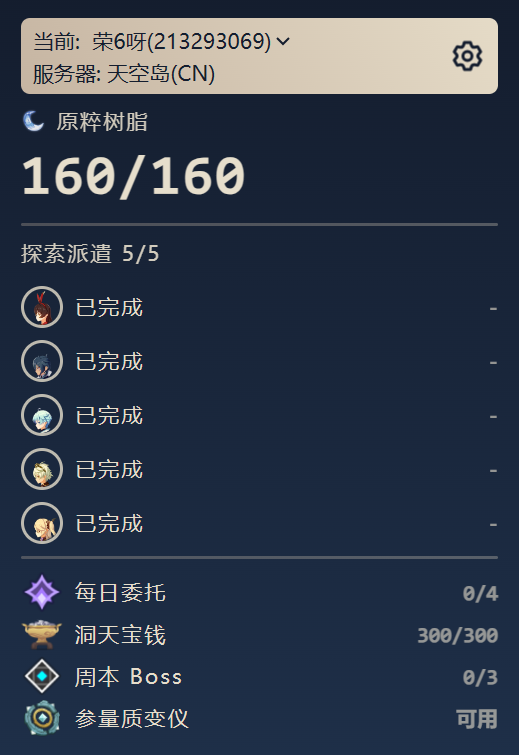 当前: 荣6呀(213293069)
服务器: 天空岛(CN)
原粹树脂
160/160
探索派遣 5/5
已完成 -
已完成 -
已完成 -
已完成 -
已完成 -
每日委托 0/4
洞天宝钱 300/300
周本 Boss 0/3
参量质变仪 可用